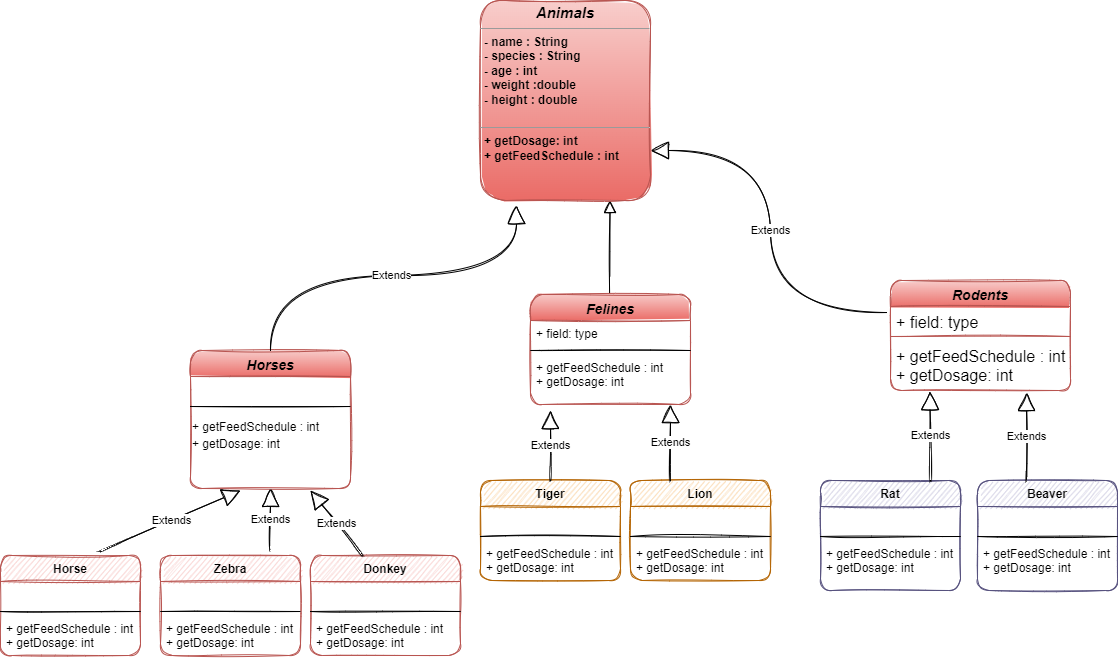 Animals
- name : String
- species : String
- age : int
- weight :double
- height : double
+ getDosage: int
+ getFeedSchedule : int
Extends
Extends
Horses
+ getFeedSchedule : int
+ getDosage: int
Felines
+ field: type
+ getFeedSchedule : int
+ getDosage: int
Rodents
+ field: type
+ getFeedSchedule : int
+ getDosage: int
Extends
Extends
Extends
Extends
Extends
Extends
Extends
Horse
+ getFeedSchedule : int
+ getDosage: int
Zebra
+ getFeedSchedule : int
+ getDosage: int
Donkey
+ getFeedSchedule : int
+ getDosage: int
Tiger
+ getFeedSchedule : int
+ getDosage: int
Lion
+ getFeedSchedule : int
+ getDosage: int
Rat
+ getFeedSchedule : int
+ getDosage: int
Beaver
+ getFeedSchedule : int
+ getDosage: int